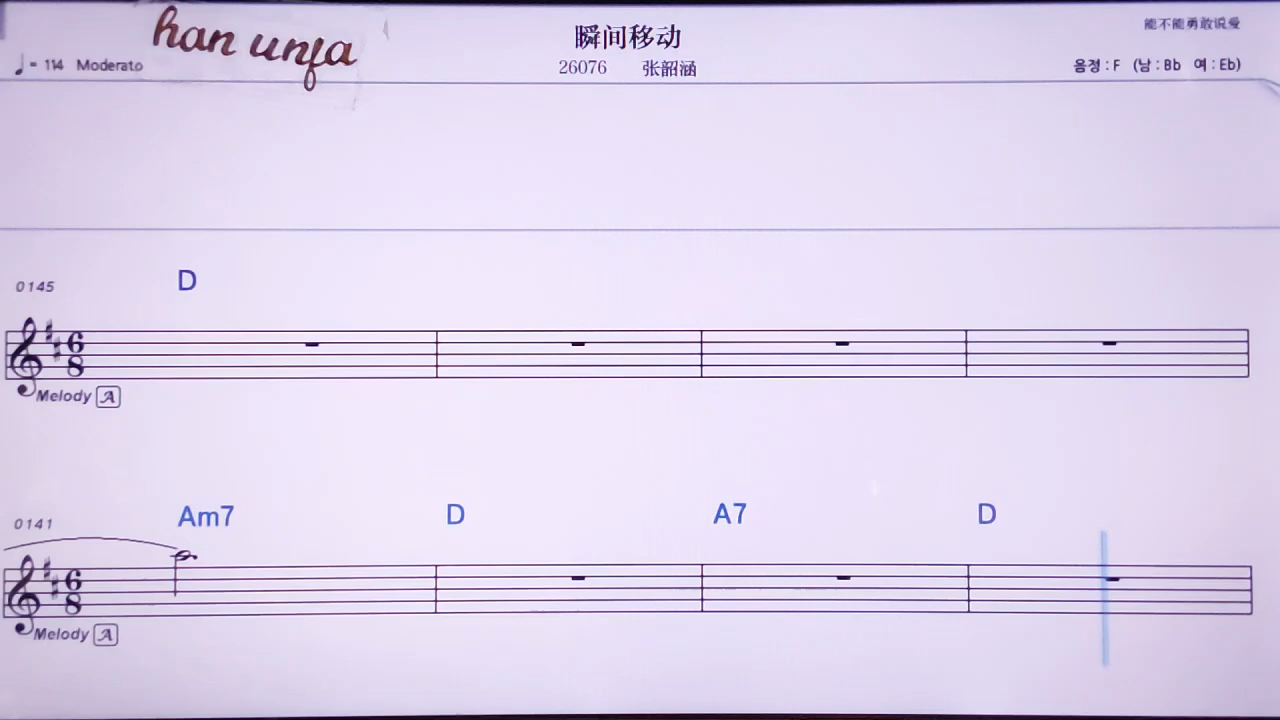 han unfa
瞬间移动
能不能勇敢说爱
♩= 114 Moderato
26076 张韶涵
음정 : F (남 : Bb 여 : Eb)
0145 D
6 8
Melody A
0141 Am7 D A7 D
6 8
Melody A